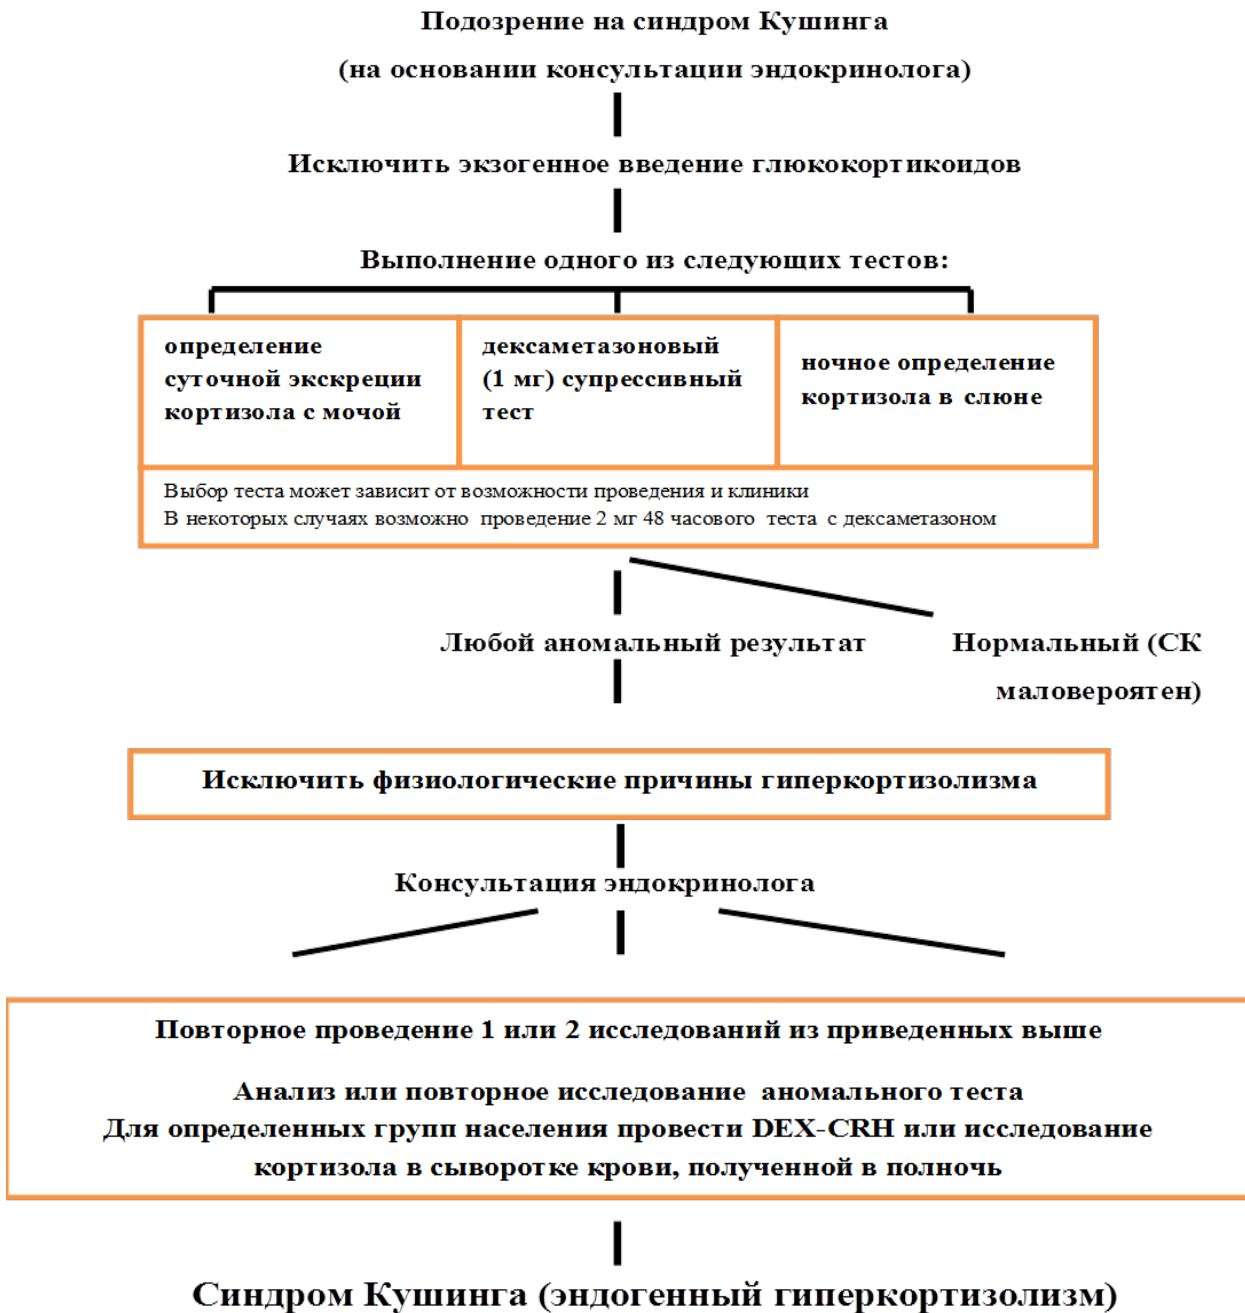 Подозрение на синдром Кушинга
(на основании консультации эндокринолога)
Исключить экзогенное введение глюкокортикоидов
Выполнение одного из следующих тестов:
определение
суточной экскреции
кортизола с мочой
дексаметазоновый
(1 мг) супрессивный
тест
ночное определение
кортизола в слюне
Выбор теста может зависит от возможности проведения и клиники
В некоторых случаях возможно проведение 2 мг 48 часового теста с дексаметазоном
Любой аномальный результат
Нормальный (СК
маловероятен)
Исключить физиологические причины гиперкортизолизма
Консультация эндокринолога
Повторное проведение 1 или 2 исследований из приведенных выше
Анализ или повторное исследование аномального теста
Для определенных групп населения провести DEX-CRH или исследование
кортизола в сыворотке крови, полученной в полночь
Синдром Кушинга (эндогенный гиперкортизолизм)